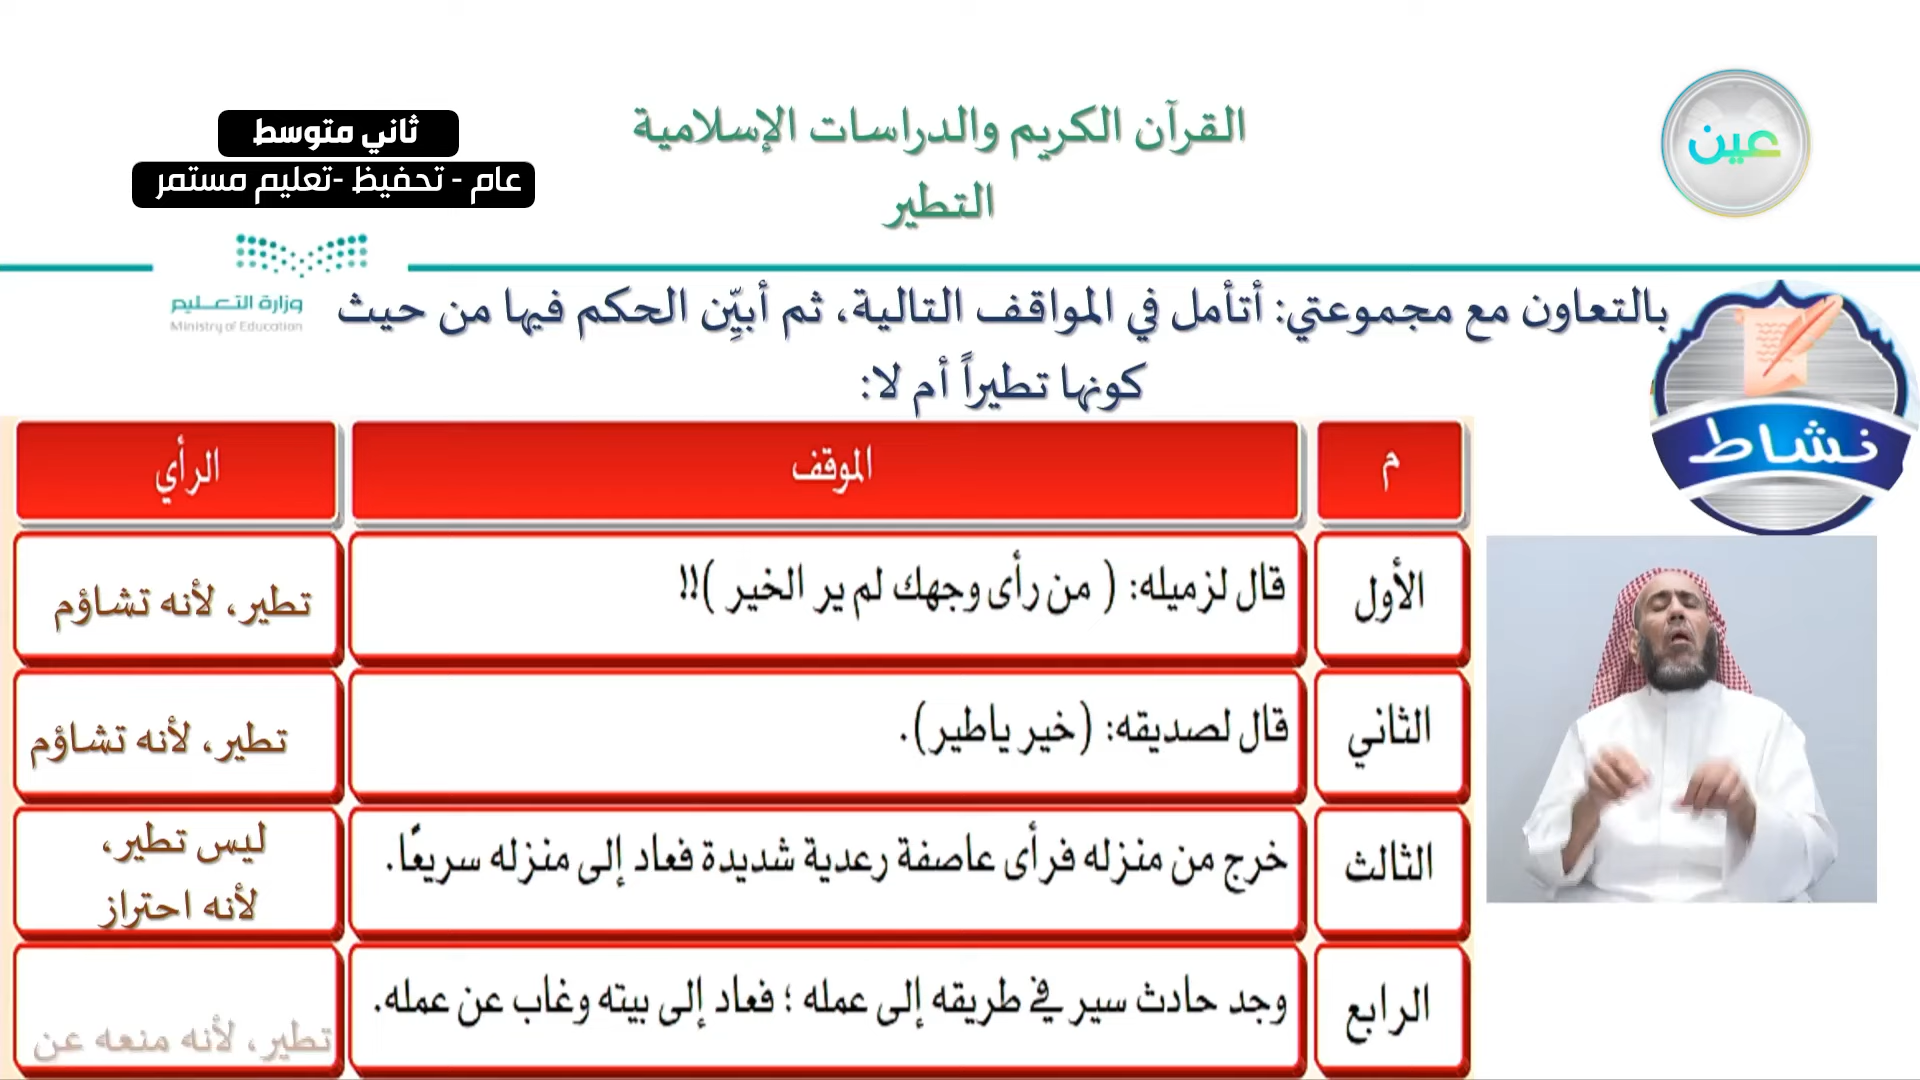 القرآن الكريم والدراسات الإسلامية
التطير
عين
ثاني متوسط
عام - تحفيظ -تعليم مستمر
وزارة التعـــليم
Ministry of Education
بالتعاون مع مجموعتي: أتأمل في المواقف التالية، ثم أبيِّن الحكم فيها من حيث
كونها تطيراً أم لا:
نشاط
م الموقف الرأي
الأول قال لزميله: ( من رأى وجهك لم ير الخير )!! تطير، لأنه تشاؤم
الثاني قال لصديقه: (خير ياطير). تطير، لأنه تشاؤم
الثالث خرج من منزله فرأى عاصفة رعدية شديدة فعاد إلى منزله سريعًا. ليس تطير،
لأنه احتراز
الرابع وجد حادث سير في طريقه إلى عمله ؛ فعاد إلى بيته وغاب عن عمله. تطير، لأنه منعه عن